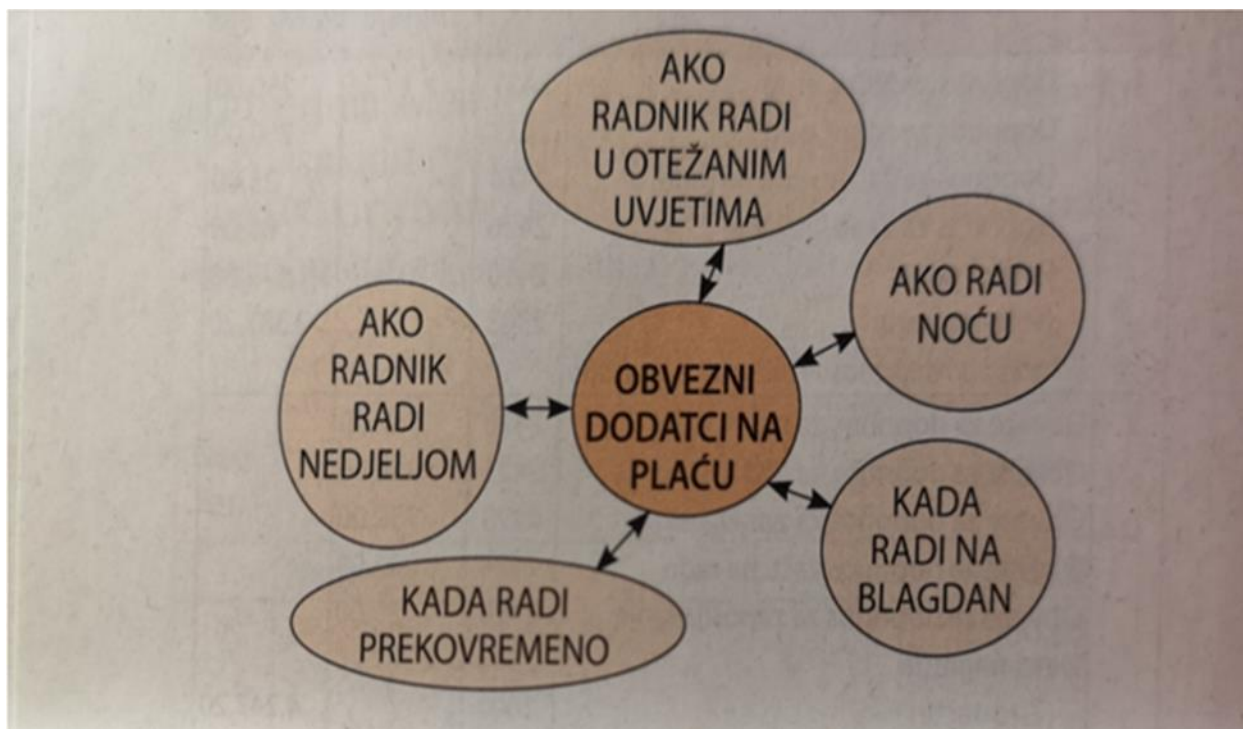 AKO
RADNIK RADI
U OTEŽANIM
UVJETIMA
AKO RADI
NOĆU
AKO
RADNIK
RADI
NEDJELJOM
OBVEZNI
DODATCI NA
PLAĆU
KADA
RADI NA
BLAGDAN
KADA RADI
PREKOVREMENO